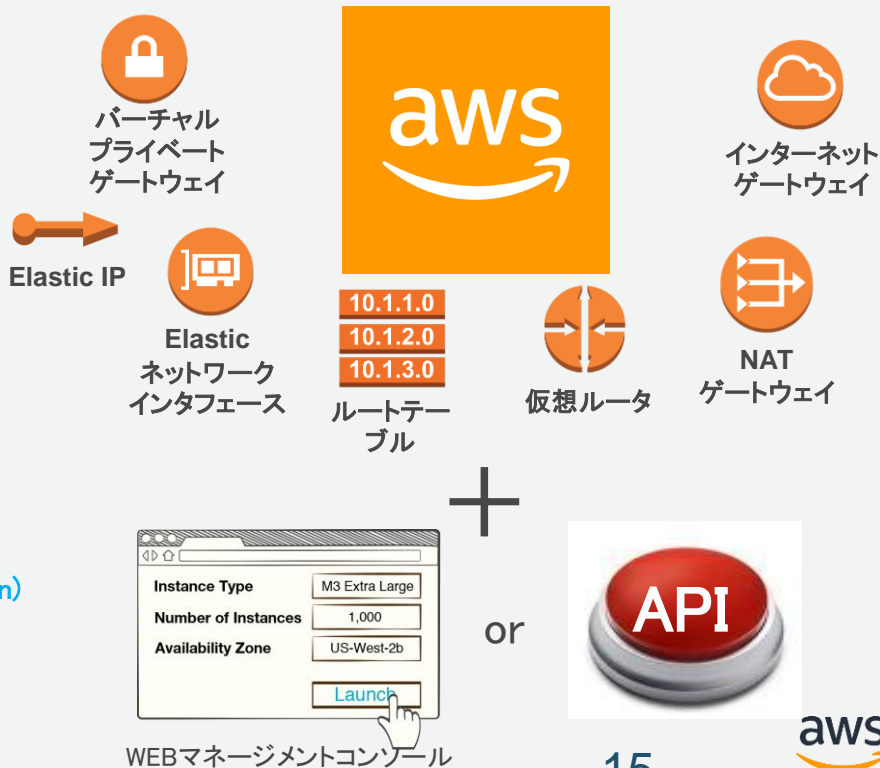 aws
バーチャル
プライベート
ゲートウェイ
インターネット
ゲートウェイ
Elastic IP
Elastic
ネットワーク
インタフェース
10.1.1.0
10.1.2.0
10.1.3.0
ルートテー
ブル
仮想ルータ
NAT
ゲートウェイ
+
n)
Instance Type M3 Extra Large
Number of Instances 1,000
Availability Zone US-West-2b
Launch
or
API
WEBマネージメントコンソール
15
aws